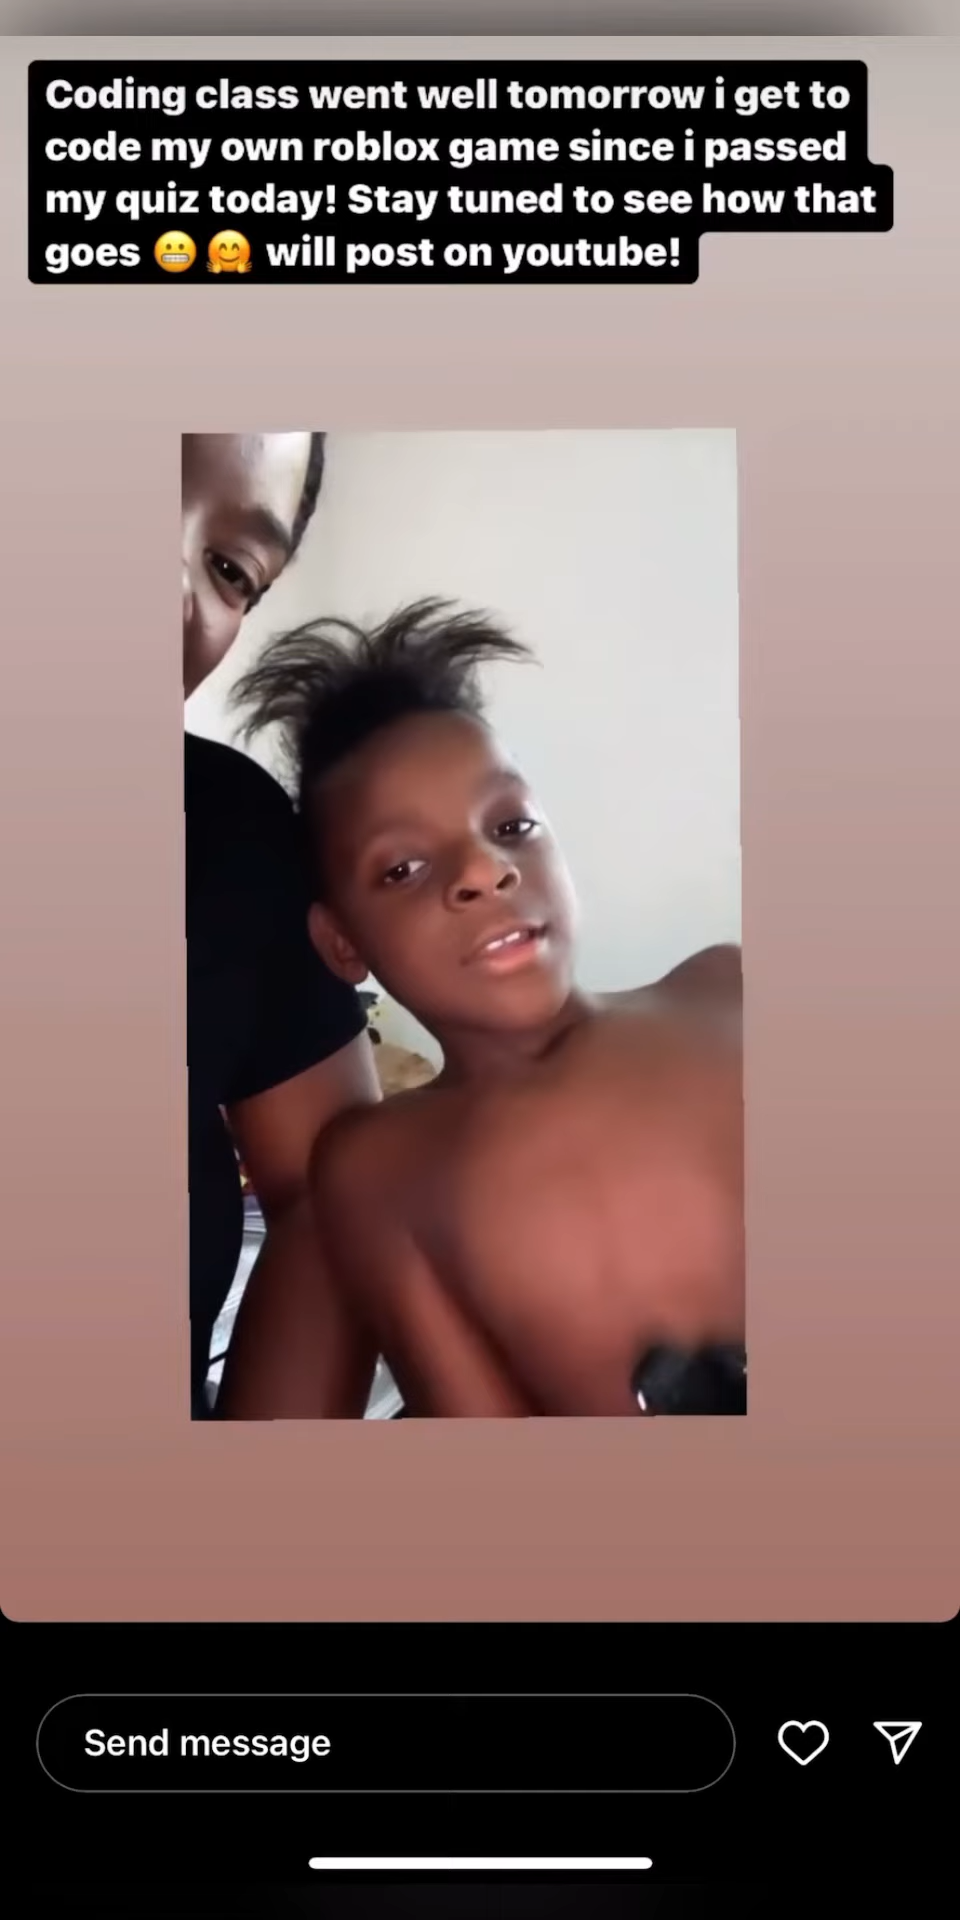 Coding class went well tomorrow i get to
code my own roblox game since i passed
my quiz today! Stay tuned to see how that
goes 😬🤗 will post on youtube!
Send message